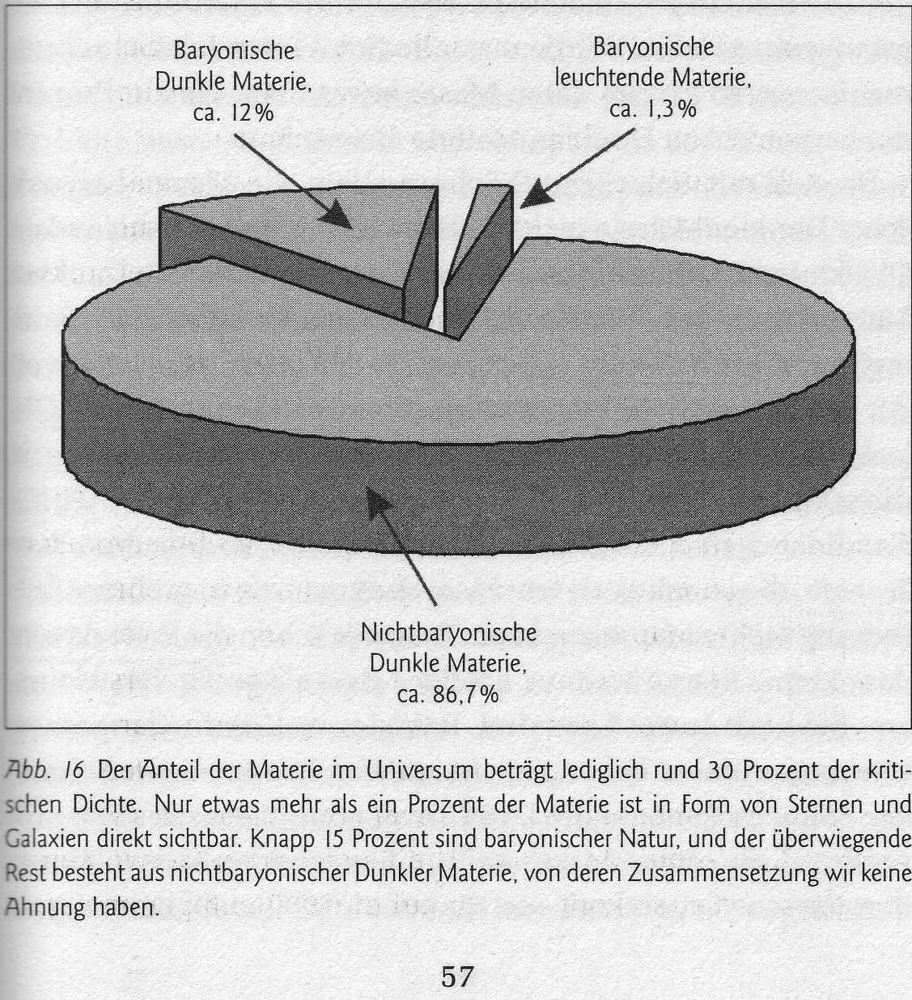 Baryonische
Dunkle Materie,
ca. 12%
Baryonische
leuchtende Materie,
ca. 1,3%
Nichtbaryonische
Dunkle Materie,
ca. 86,7%
Abb. 16 Der Anteil der Materie im Universum beträgt lediglich rund 30 Prozent der kriti-
schen Dichte. Nur etwas mehr als ein Prozent der Materie ist in Form von Sternen und
Galaxien direkt sichtbar. Knapp 15 Prozent sind baryonischer Natur, und der überwiegende
Rest besteht aus nichtbaryonischer Dunkler Materie, von deren Zusammensetzung wir keine
Ahnung haben.
57